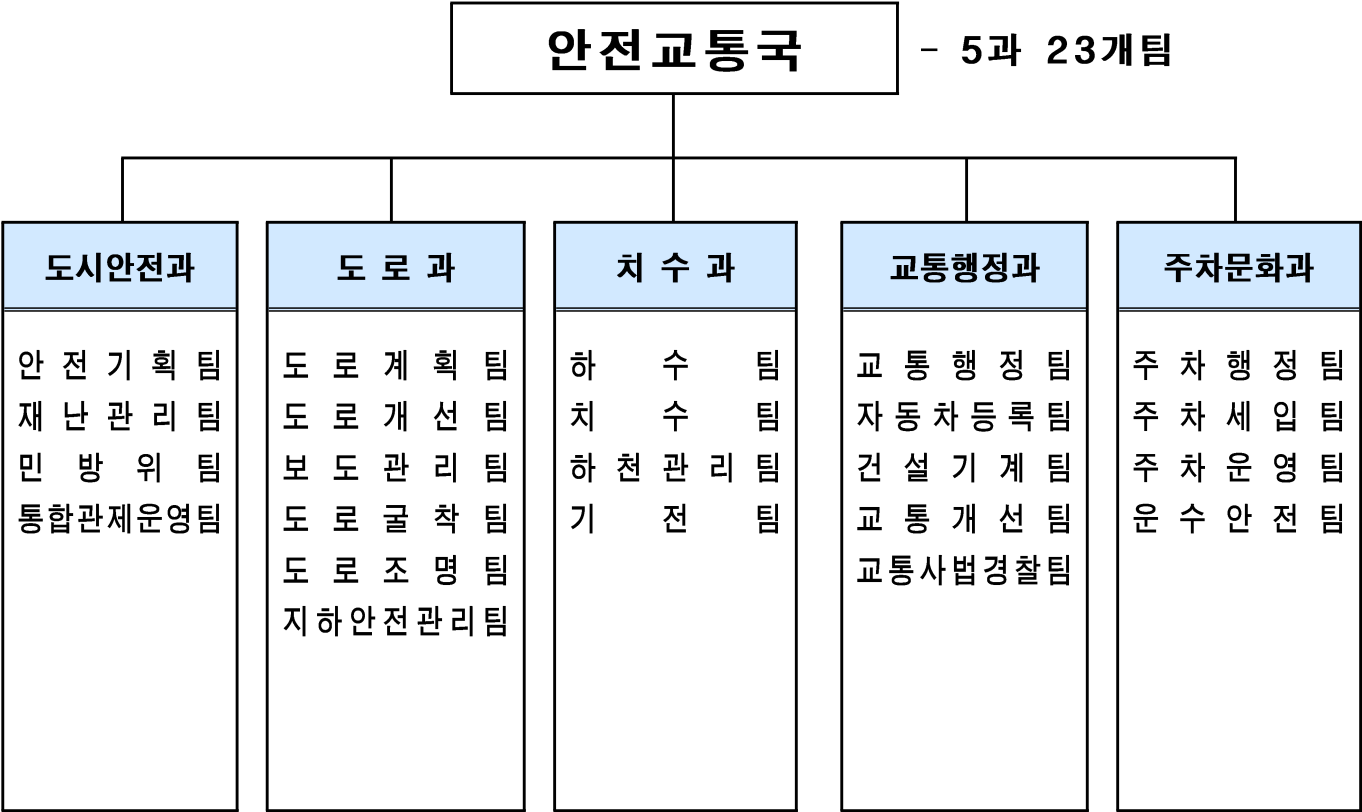 안전교통국 - 5과 23개팀
도시안전과
안전기획팀
재난관리팀
민방위팀
통합관제운영팀
도로과
도로계획팀
도로개선팀
보도관리팀
도로굴착팀
도로조명팀
지하안전관리팀
치수과
하수팀
치수팀
하천관리팀
기전팀
교통행정과
교통행정팀
자동차등록팀
건설기계팀
교통개선팀
교통사법경찰팀
주차문화과
주차행정팀
주차세입팀
주차운영팀
운수안전팀